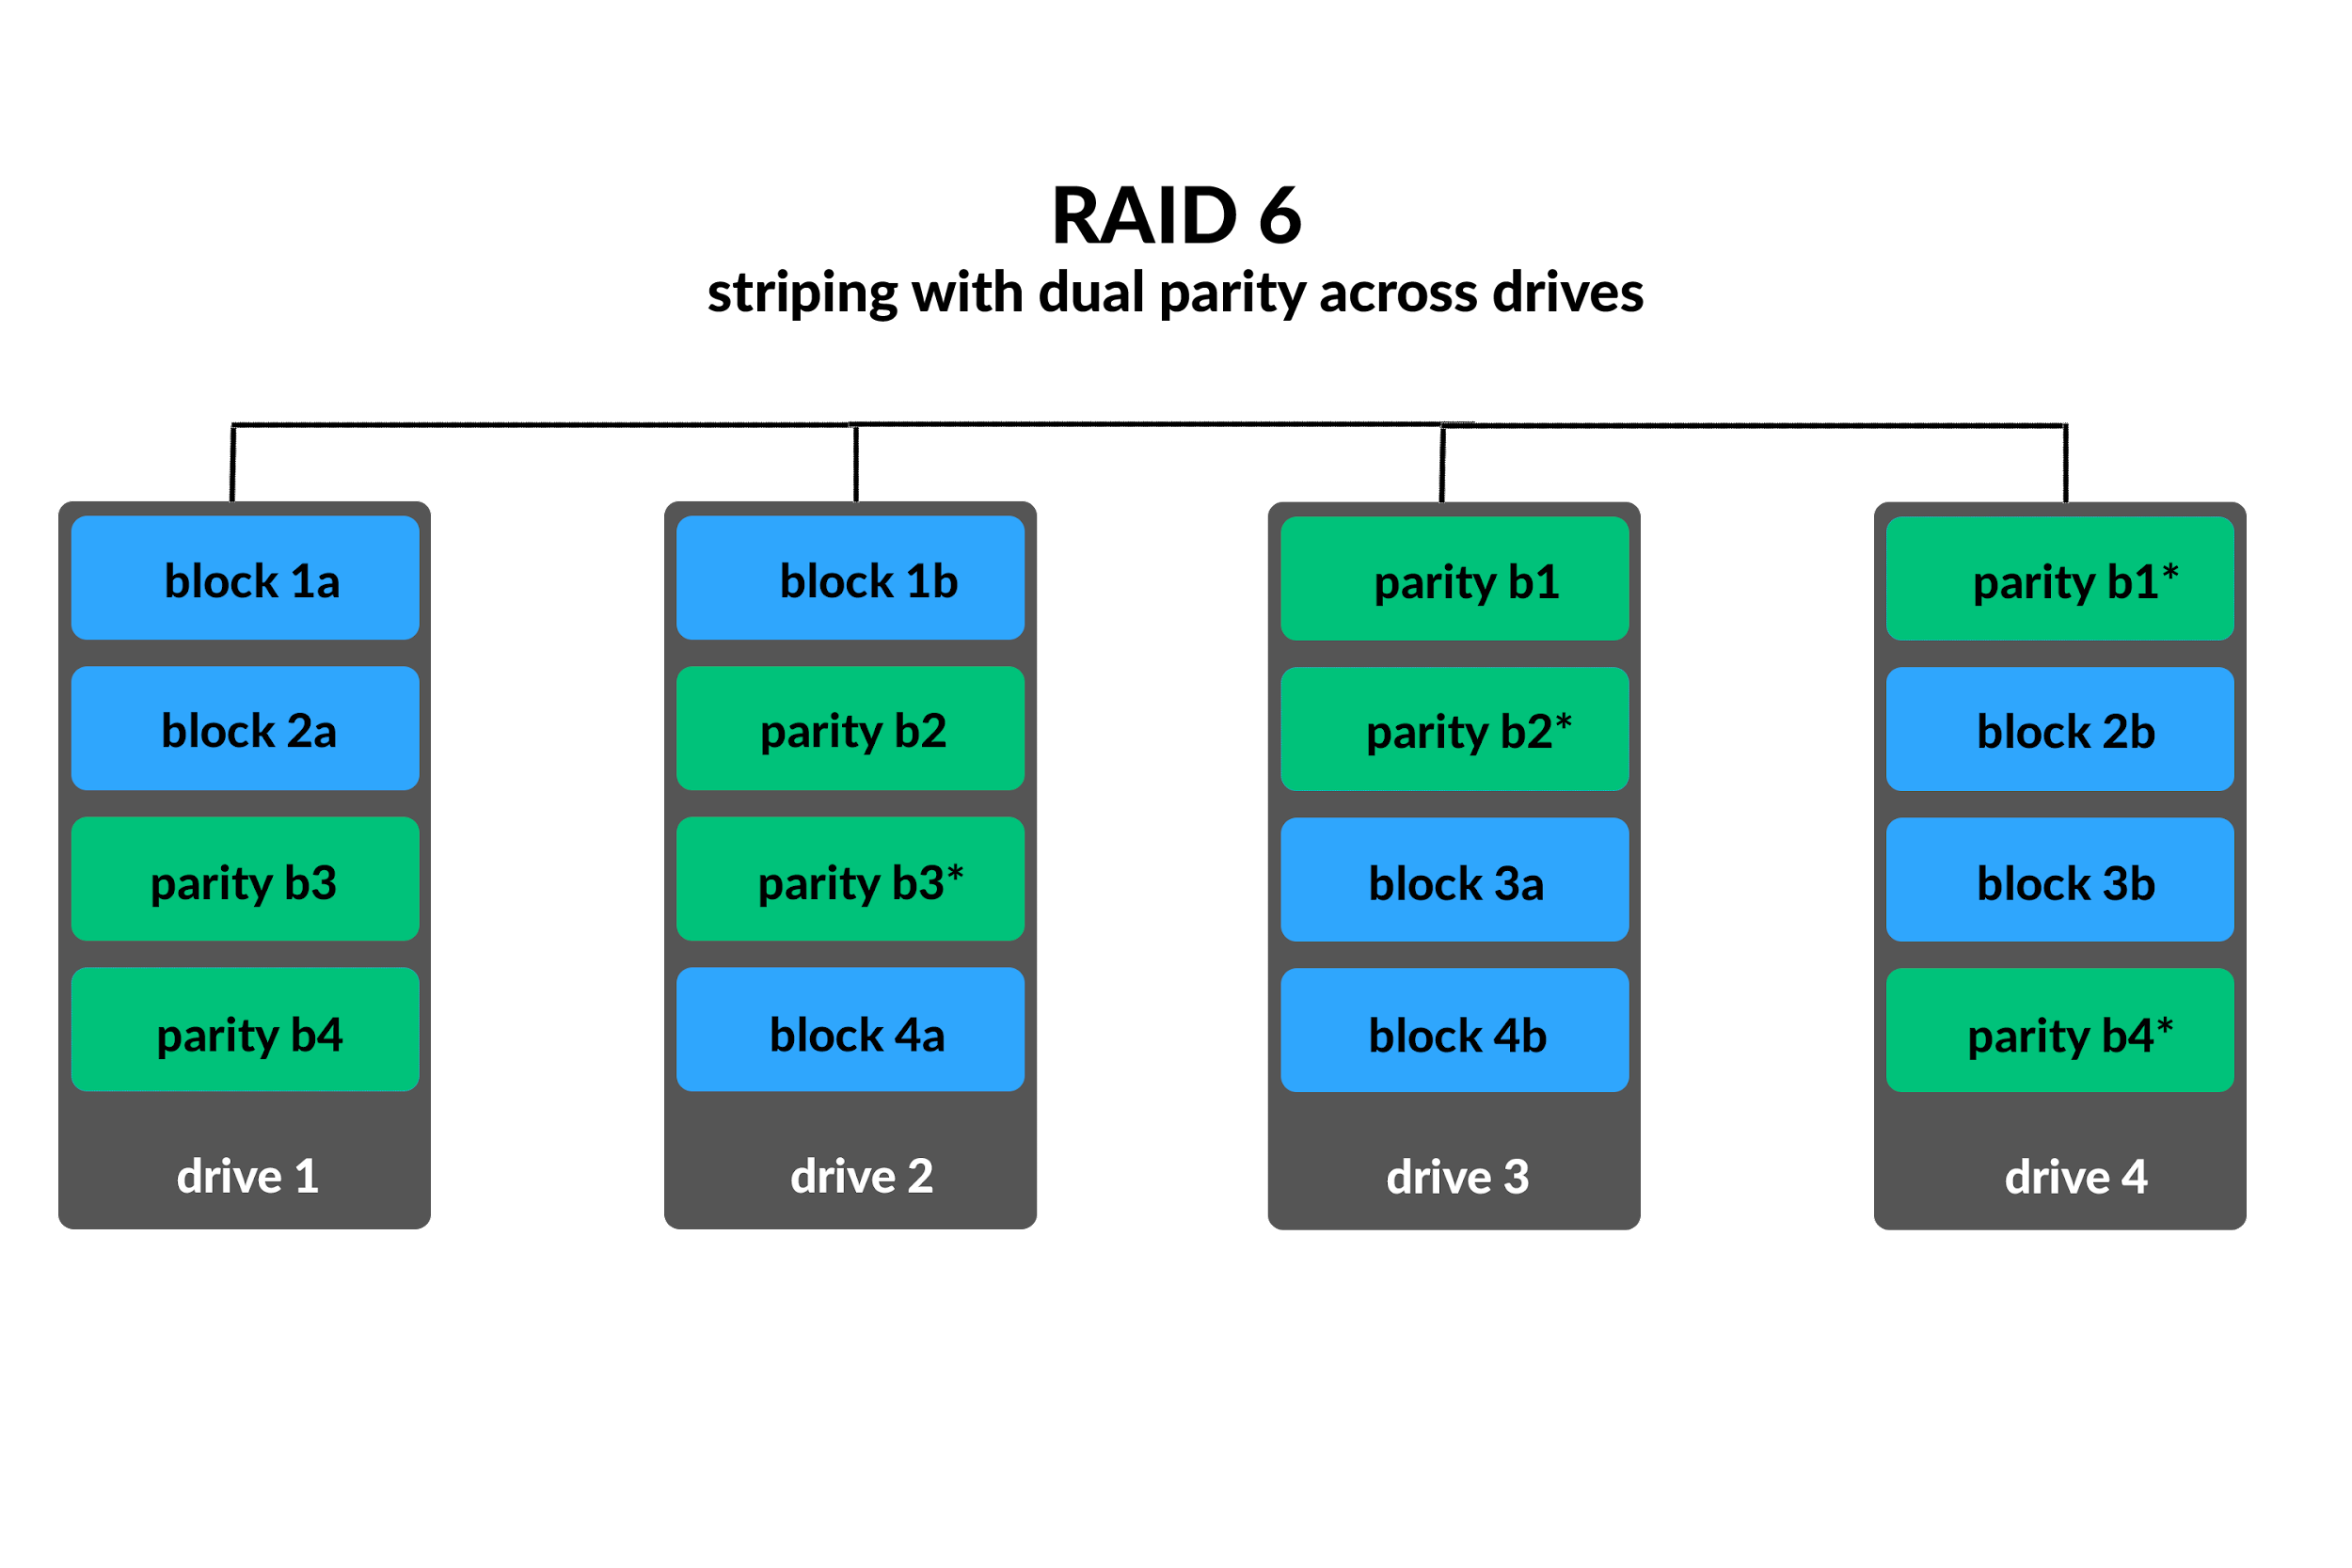 RAID 6
striping with dual parity across drives
block 1a
block 2a
parity b3
parity b4
drive 1
block 1b
parity b2
parity b3*
block 4a
drive 2
parity b1
parity b2*
block 3a
block 4b
drive 3
parity b1*
block 2b
block 3b
parity b4*
drive 4